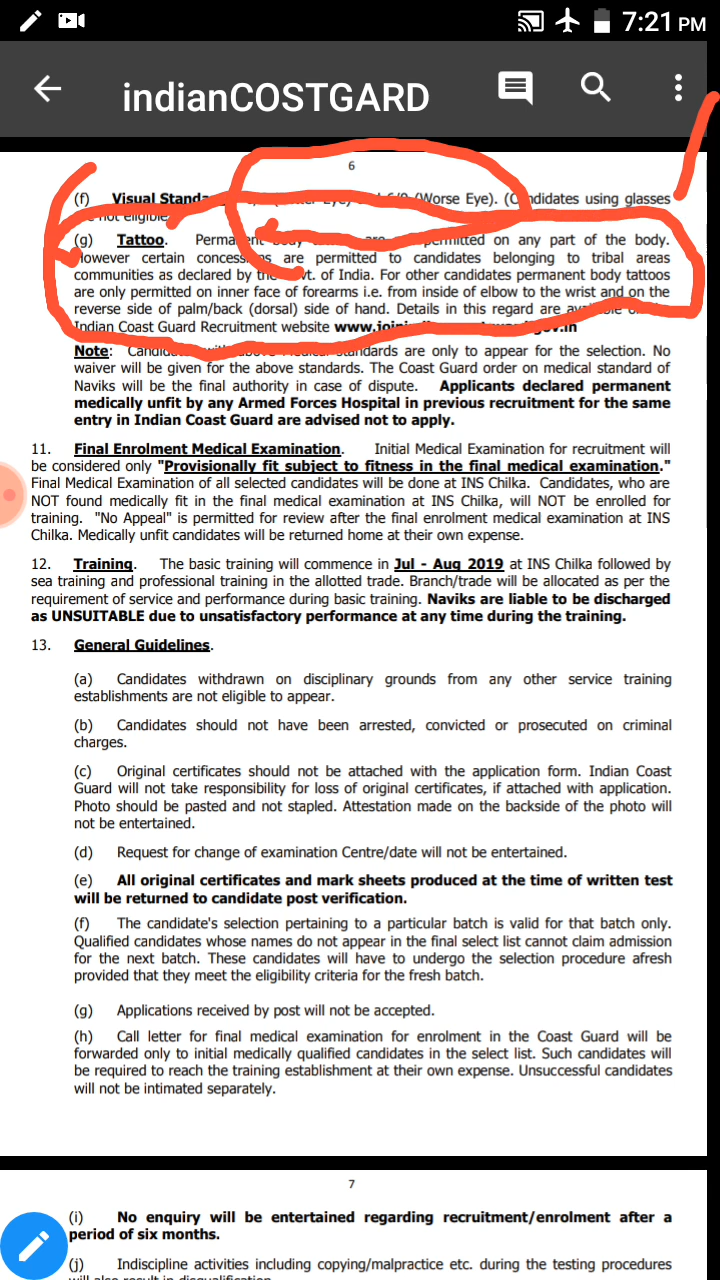 7:21 PM
indianCOSTGARD
6
(f) Visual Standa (Worse Eye). (Candidates using glasses
not eligible
(g) Tattoo. Permanent body are permitted on any part of the body.
However certain concessions are permitted to candidates belonging to tribal areas
communities as declared by the vt. of India. For other candidates permanent body tattoos
are only permitted on inner face of forearms i.e. from inside of elbow to the wrist and on the
reverse side of palm/back (dorsal) side of hand. Details in this regard are
Indian Coast Guard Recruitment website
Note: Standards are only to appear for the selection. No
waiver will be given for the above standards. The Coast Guard order on medical standard of
Naviks will be the final authority in case of dispute. Applicants declared permanent
medically unfit by any Armed Forces Hospital in previous recruitment for the same
entry in Indian Coast Guard are advised not to apply.
11. Final Enrolment Medical Examination. Initial Medical Examination for recruitment will
be considered only "Provisionally fit subject to fitness in the final medical examination."
Final Medical Examination of all selected candidates will be done at INS Chilka. Candidates, who are
NOT found medically fit in the final medical examination at INS Chilka, will NOT be enrolled for
training. "No Appeal" is permitted for review after the final enrolment medical examination at INS
Chilka. Medically unfit candidates will be returned home at their own expense.
12. Training. The basic training will commence in Jul - Aug 2019 at INS Chilka followed by
sea training and professional training in the allotted trade. Branch/trade will be allocated as per the
requirement of service and performance during basic training. Naviks are liable to be discharged
as UNSUITABLE due to unsatisfactory performance at any time during the training.
13. General Guidelines.
(a) Candidates withdrawn on disciplinary grounds from any other service training
establishments are not eligible to appear.
(b) Candidates should not have been arrested, convicted or prosecuted on criminal
charges.
(c) Original certificates should not be attached with the application form. Indian Coast
Guard will not take responsibility for loss of original certificates, if attached with application.
Photo should be pasted and not stapled. Attestation made on the backside of the photo will
not be entertained.
(d) Request for change of examination Centre/date will not be entertained.
(e) All original certificates and mark sheets produced at the time of written test
will be returned to candidate post verification.
(f) The candidate's selection pertaining to a particular batch is valid for that batch only.
Qualified candidates whose names do not appear in the final select list cannot claim admission
for the next batch. These candidates will have to undergo the selection procedure afresh
provided that they meet the eligibility criteria for the fresh batch.
(g) Applications received by post will not be accepted.
(h) Call letter for final medical examination for enrolment in the Coast Guard will be
forwarded only to initial medically qualified candidates in the select list. Such candidates will
be required to reach the training establishment at their own expense. Unsuccessful candidates
will not be intimated separately.
7
(i) No enquiry will be entertained regarding recruitment/enrolment after a
period of six months.
(j) Indiscipline activities including copying/malpractice etc. during the testing procedures
will also result in disqualification